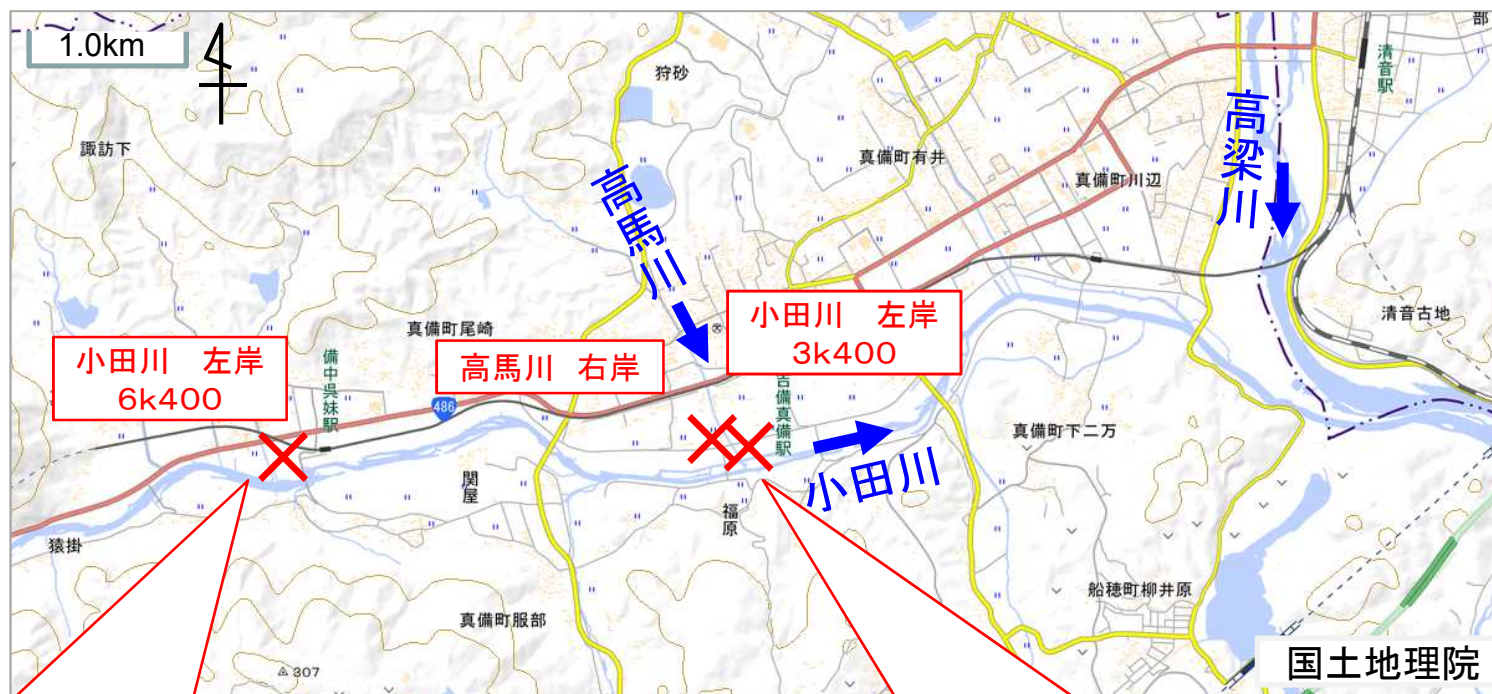 1.0km
部
清音駅
狩砂
諏訪下
真備町有井
真備町川辺
高梁川
高馬川
清音古地
真備町尾崎
小田川 左岸
3k400
小田川 左岸
6k400
備中呉妹駅
高馬川 右岸
486
吉備真備駅
真備町下二万
関屋
小田川
福原
猿掛
船穂町柳井原
真備町服部
307
国土地理院